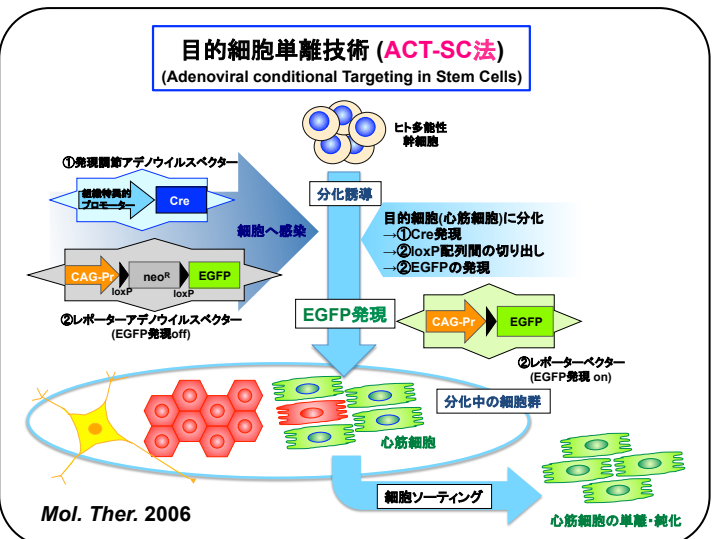 目的細胞単離技術 (ACT-SC法)
(Adenoviral conditional Targeting in Stem Cells)
ヒト多能性
幹細胞
①発現調節アデノウイルスベクター
組織特異的
プロモーター
Cre
分化誘導
細胞へ感染
目的細胞(心筋細胞)に分化
→①Cre発現
→②loxP配列間の切り出し
→②EGFPの発現
CAG-Pr
neoR
EGFP
loxP
loxP
②レポーターアデノウイルスベクター
(EGFP発現off)
EGFP発現
CAG-Pr
EGFP
②レポーターベクター
(EGFP発現 on)
分化中の細胞群
心筋細胞
細胞ソーティング
心筋細胞の単離・純化
Mol. Ther. 2006